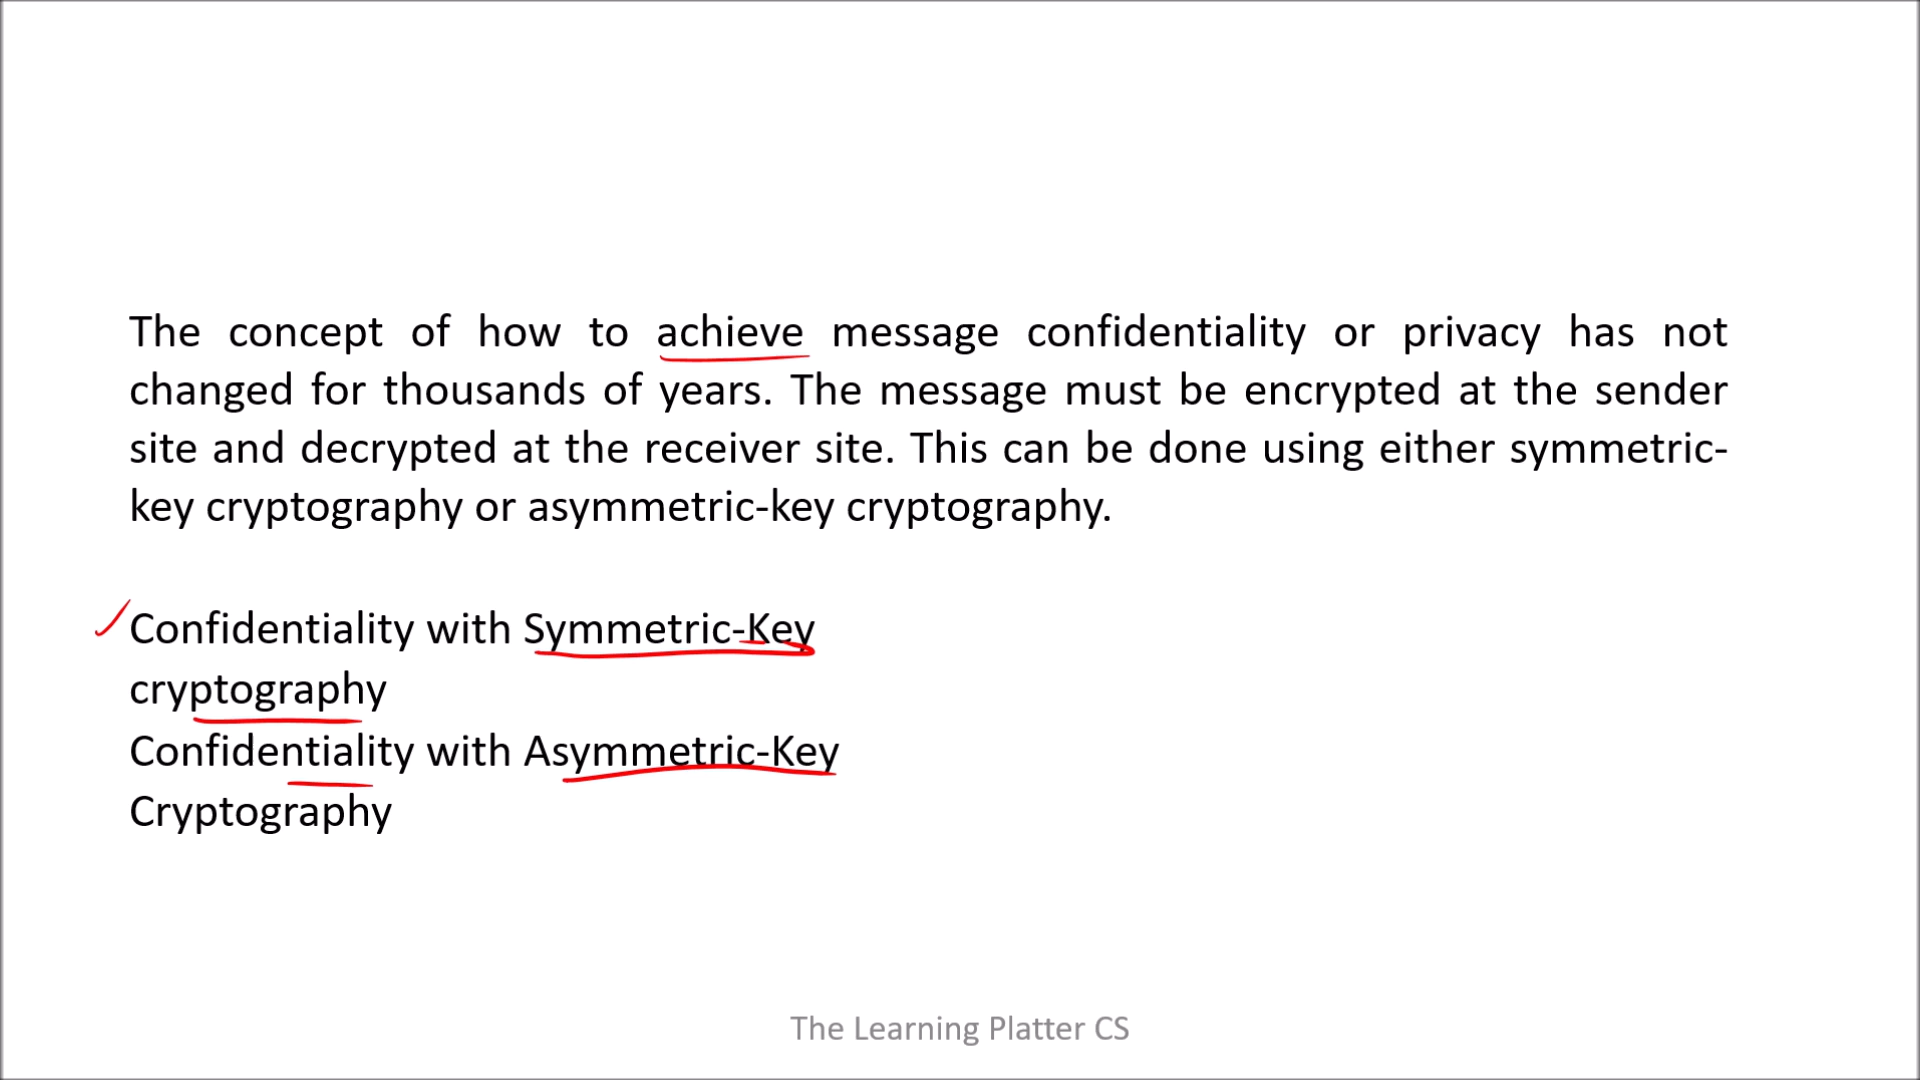 The concept of how to achieve message confidentiality or privacy has not
changed for thousands of years. The message must be encrypted at the sender
site and decrypted at the receiver site. This can be done using either symmetric-
key cryptography or asymmetric-key cryptography.
Confidentiality with Symmetric-Key
cryptography
Confidentiality with Asymmetric-Key
Cryptography
The Learning Platter CS